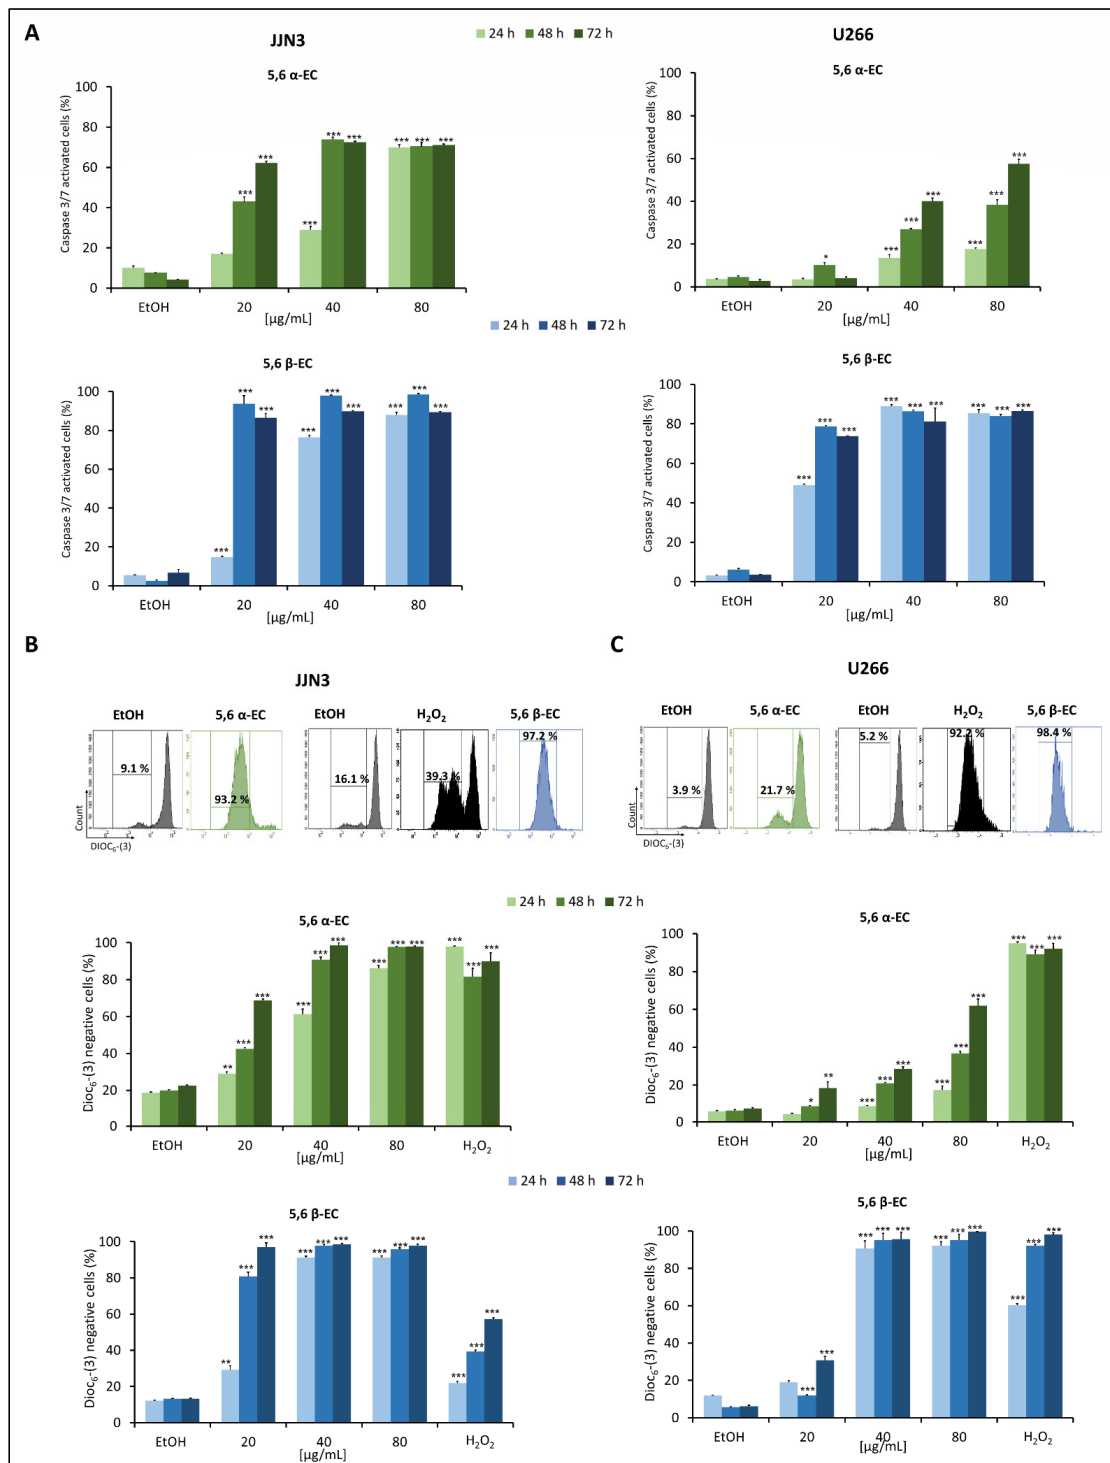 A
24 h 48 h 72 h
JJN3
U266
5,6 α-EC
Caspase 3/7 activated cells (%)
100
80
60
40
20
0
***
***
***
***
***
***
***
***
***
EtOH 20 40 80
[µg/mL]
5,6 α-EC
Caspase 3/7 activated cells (%)
100
80
60
40
20
0
*
***
***
***
***
***
***
EtOH 20 40 80
[µg/mL]
24 h 48 h 72 h
5,6 β-EC
Caspase 3/7 activated cells (%)
100
80
60
40
20
0
***
***
***
***
***
***
***
***
***
EtOH 20 40 80
[µg/mL]
5,6 β-EC
Caspase 3/7 activated cells (%)
100
80
60
40
20
0
***
***
***
***
***
***
***
***
***
EtOH 20 40 80
[µg/mL]
B
JJN3
EtOH 5,6 α-EC EtOH H₂O₂ 5,6 β-EC
9.1 % 93.2 % 16.1 % 39.3 % 97.2 %
Count
DIOC₆-(3)
C
U266
EtOH 5,6 α-EC EtOH H₂O₂ 5,6 β-EC
3.9 % 21.7 % 5.2 % 92.2 % 98.4 %
Count
DIOC₆-(3)
24 h 48 h 72 h
5,6 α-EC
Dioc₆-(3) negative cells (%)
100
80
60
40
20
0
**
***
***
***
***
***
***
***
***
***
***
***
EtOH 20 40 80 H₂O₂
[µg/mL]
5,6 α-EC
Dioc₆-(3) negative cells (%)
100
80
60
40
20
0
*
**
***
***
***
***
***
***
***
***
***
EtOH 20 40 80 H₂O₂
[µg/mL]
24 h 48 h 72 h
5,6 β-EC
Dioc₆-(3) negative cells (%)
100
80
60
40
20
0
**
***
***
***
***
***
***
***
***
***
***
***
EtOH 20 40 80 H₂O₂
[µg/mL]
5,6 β-EC
Dioc₆-(3) negative cells (%)
100
80
60
40
20
0
***
***
***
***
***
***
***
***
***
***
***
EtOH 20 40 80 H₂O₂
[µg/mL]